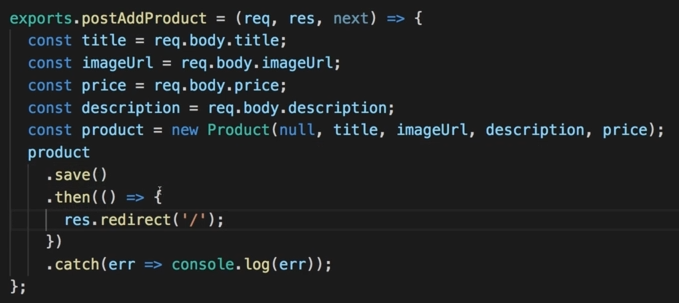 exports.postAddProduct = (req, res, next) => {
  const title = req.body.title;
  const imageUrl = req.body.imageUrl;
  const price = req.body.price;
  const description = req.body.description;
  const product = new Product(null, title, imageUrl, description, price);
  product
    .save()
    .then(() => {
      res.redirect('/');
    })
    .catch(err => console.log(err));
};